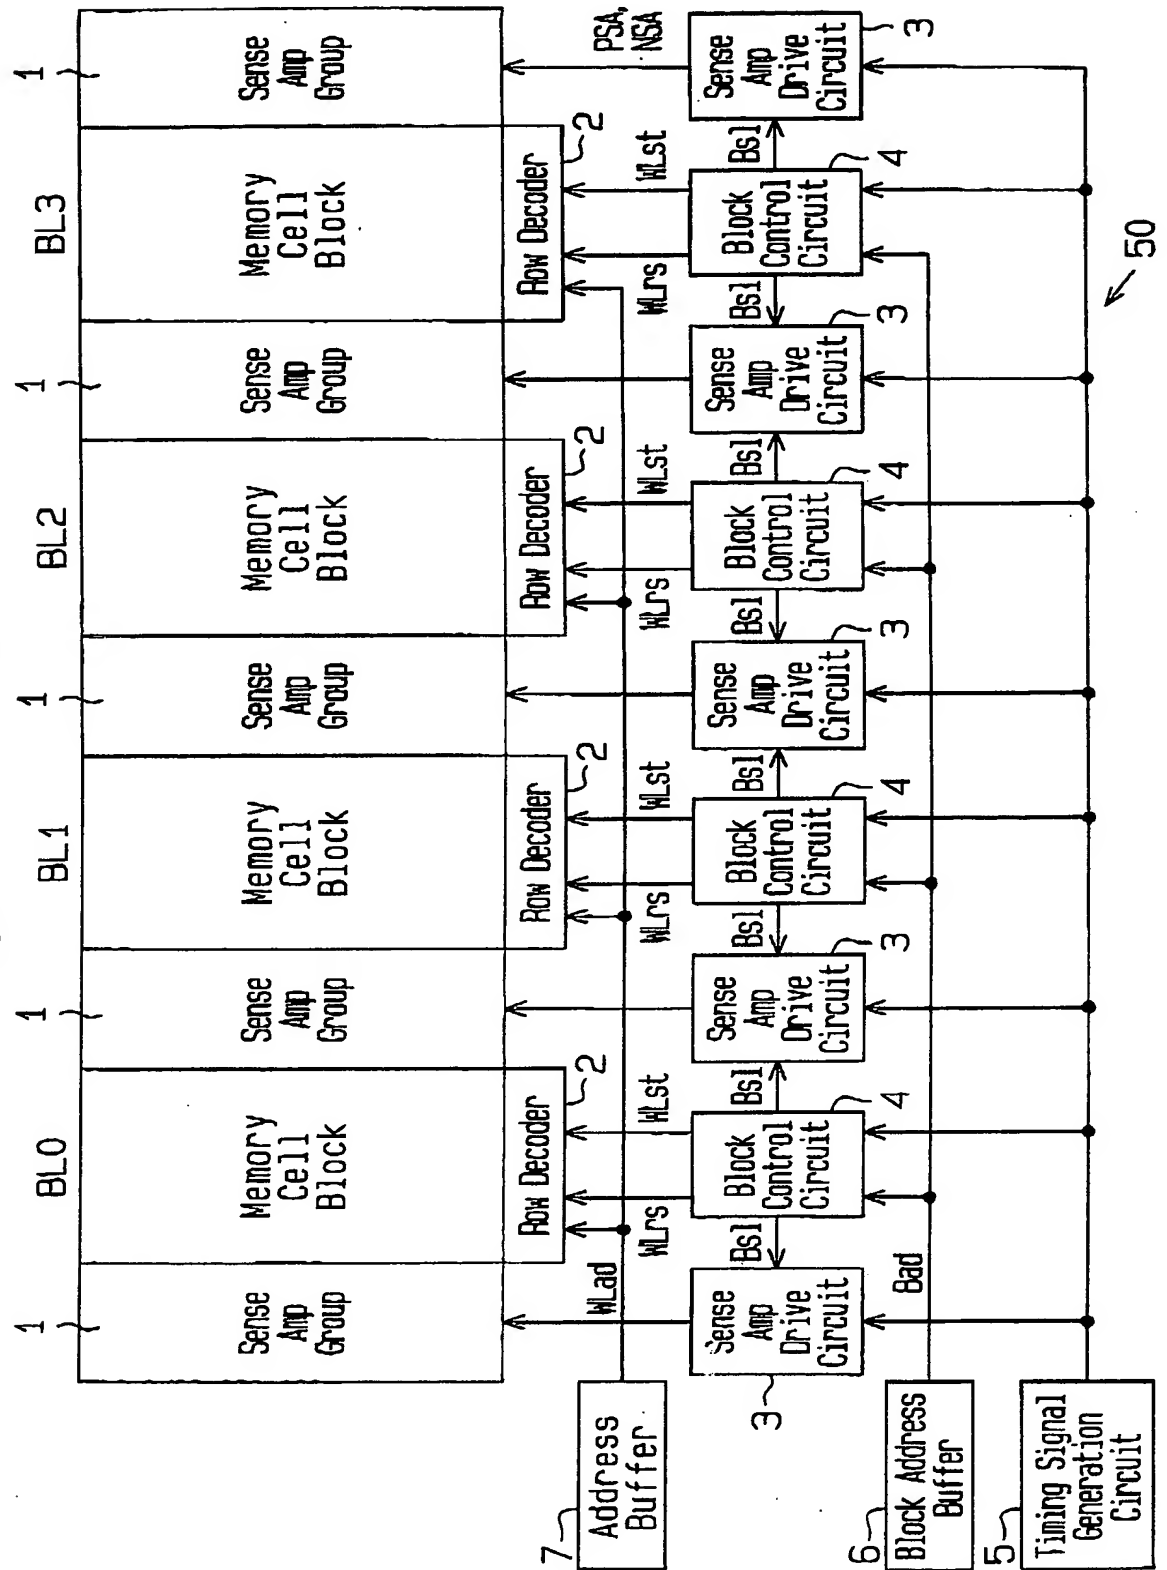 BL0
BL1
BL2
BL3
1
1
1
1
1
Sense
Amp
Group
Memory
Cell
Block
Sense
Amp
Group
Memory
Cell
Block
Sense
Amp
Group
Memory
Cell
Block
Sense
Amp
Group
Memory
Cell
Block
Sense
Amp
Group
Row Decoder
2
Row Decoder
2
Row Decoder
2
Row Decoder
2
7
Address
Buffer
WLad
WLrs
WLst
WLrs
WLst
WLrs
WLst
WLrs
WLst
PSA,
NSA
3
Sense
Amp
Drive
Circuit
Bsl
Block
Control
Circuit
4
Bsl
Sense
Amp
Drive
Circuit
3
Bsl
Block
Control
Circuit
4
Bsl
Sense
Amp
Drive
Circuit
3
Bsl
Block
Control
Circuit
4
Bsl
Sense
Amp
Drive
Circuit
3
Bsl
Block
Control
Circuit
4
Bsl
Sense
Amp
Drive
Circuit
3
6
Block Address
Buffer
Bad
5
Timing Signal
Generation
Circuit
50